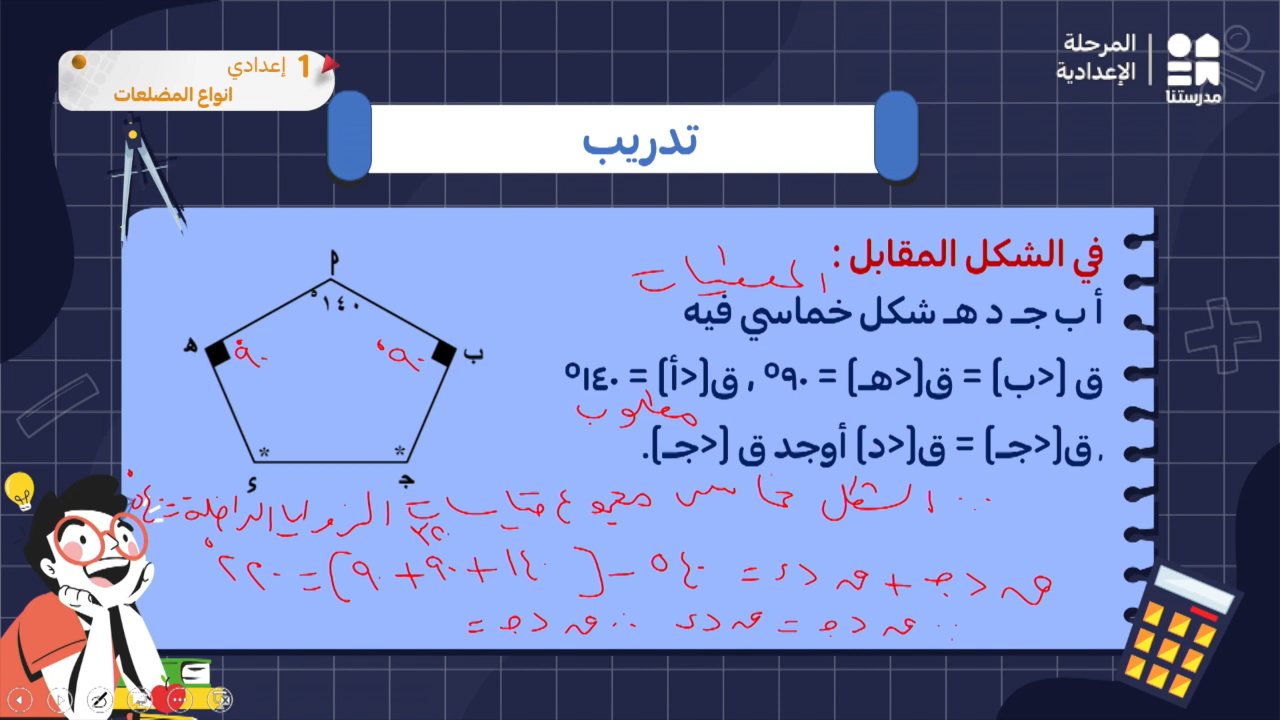 المرحلة
الإعدادية
مدرستنا
1 إعدادي
انواع المضلعات
تدريب
في الشكل المقابل :
المعطيات
أ ب جـ د هـ شكل خماسي فيه
ق (<ب) = ق(<هـ) = ٩٠°، ق(<أ) = ١٤٠°
مطلوب
، ق(<جـ) = ق(<د) أوجد ق (<جـ).
م
١٤٠°
ه
٩٠°
٩٠°
ب
*
*
ء
ج
∵ الشكل خماسي مجموع قياسات الزوايا الداخلة = ٥٤٠°
٣٢٠
ق < جـ + ق < ء = ٥٤٠ - (١٤٠ + ٩٠ + ٩٠) = ٢٢٠°
∵ ق < جـ = ق < ء ∴ ق < جـ =